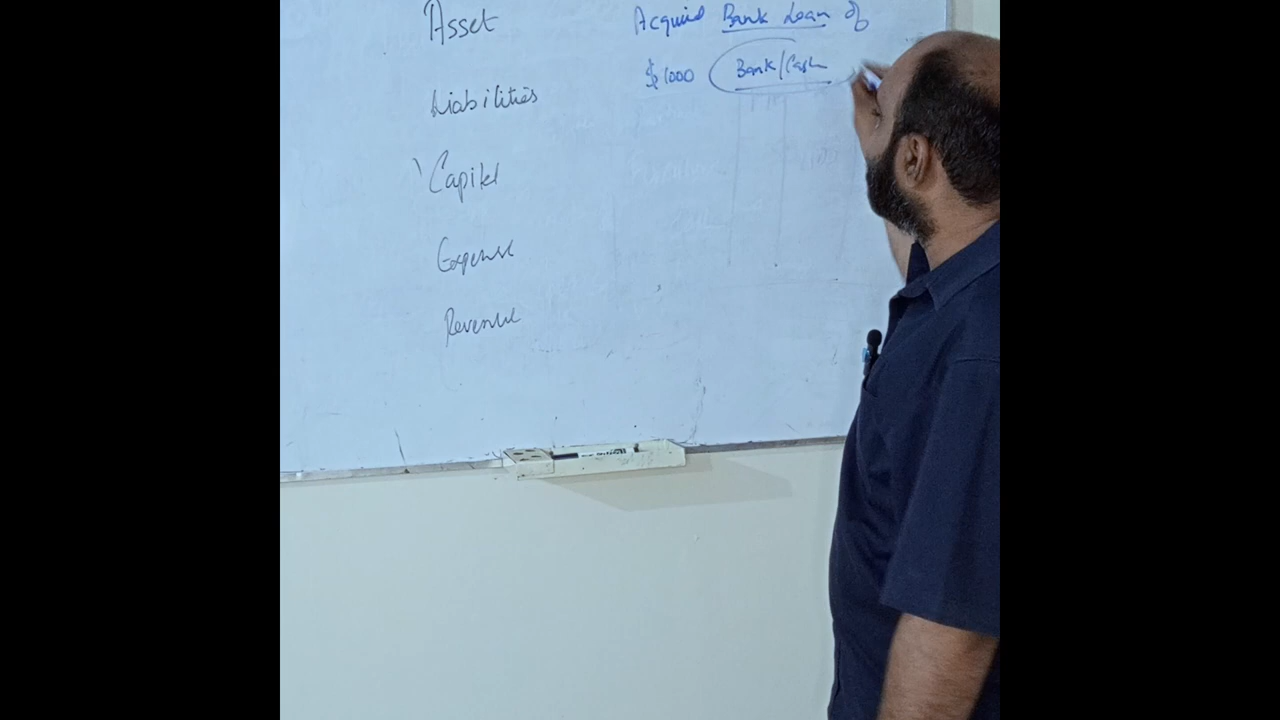 Asset
Acquired Bank Loan of
$1000 Bank/Cash
Liabilities
Capital
Expense
Revenue